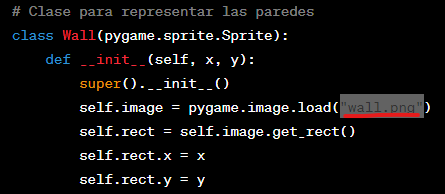 # Clase para representar las paredes
class Wall(pygame.sprite.Sprite):
    def __init__(self, x, y):
        super().__init__()
        self.image = pygame.image.load("wall.png")
        self.rect = self.image.get_rect()
        self.rect.x = x
        self.rect.y = y